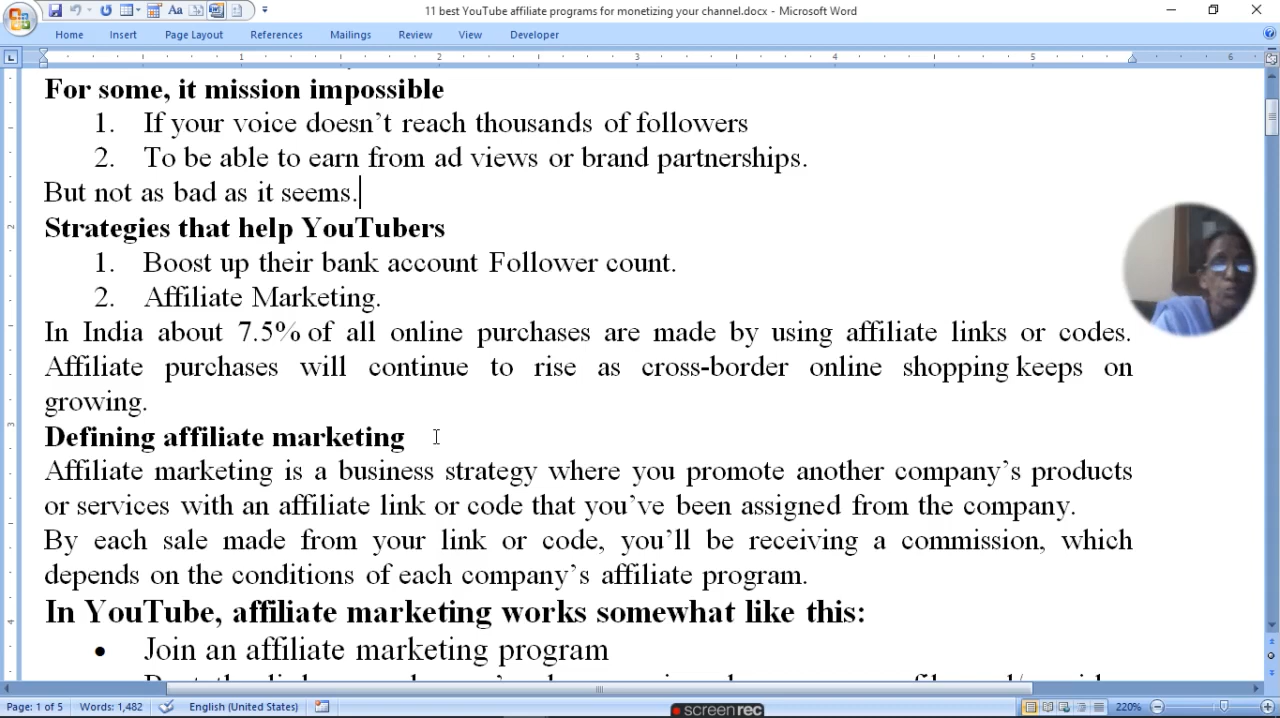 11 best YouTube affiliate programs for monetizing your channel.docx - Microsoft Word
Home Insert Page Layout References Mailings Review View Developer
For some, it mission impossible
1. If your voice doesn't reach thousands of followers
2. To be able to earn from ad views or brand partnerships.
But not as bad as it seems.
Strategies that help YouTubers
1. Boost up their bank account Follower count.
2. Affiliate Marketing.
In India about 7.5% of all online purchases are made by using affiliate links or codes.
Affiliate purchases will continue to rise as cross-border online shopping keeps on
growing.
Defining affiliate marketing
Affiliate marketing is a business strategy where you promote another company's products
or services with an affiliate link or code that you've been assigned from the company.
By each sale made from your link or code, you'll be receiving a commission, which
depends on the conditions of each company's affiliate program.
In YouTube, affiliate marketing works somewhat like this:
• Join an affiliate marketing program
Page: 1 of 5 Words: 1,482 English (United States) screenrec 220%